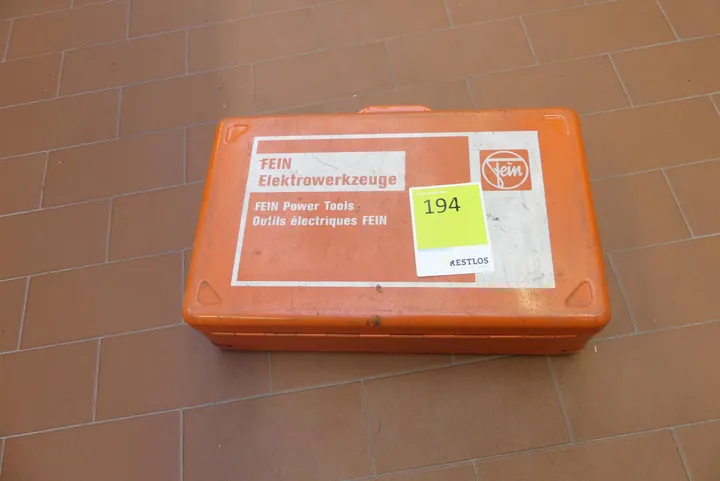 FEIN
Elektrowerkzeuge
FEIN Power Tools
Outils électriques FEIN
fein
194
RESTLOS